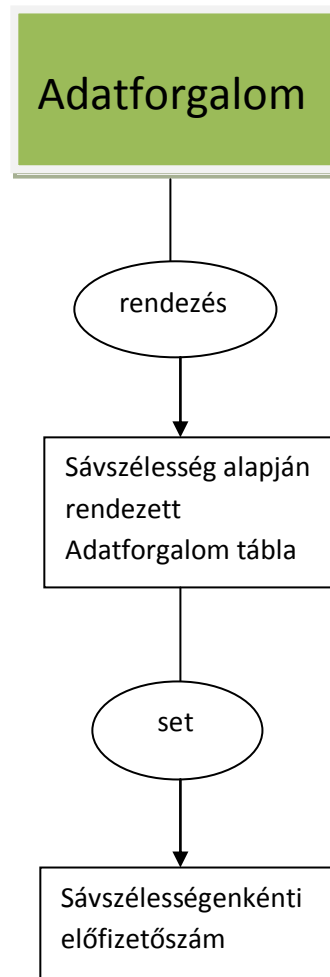 Adatforgalom
rendezés
Sávszélesség alapján
rendezett
Adatforgalom tábla
set
Sávszélességenkénti
előfizetőszám